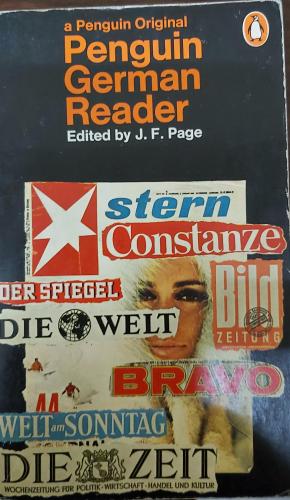 a Penguin Original
Penguin
German
Reader
Edited by J. F. Page
stern
Constanze
Bild
ZEITUNG
DER SPIEGEL
DIE WELT
BRAVO
WELT am SONNTAG
DIE ZEIT
WOCHENZEITUNG FÜR POLITIK · WIRTSCHAFT · HANDEL UND KULTUR